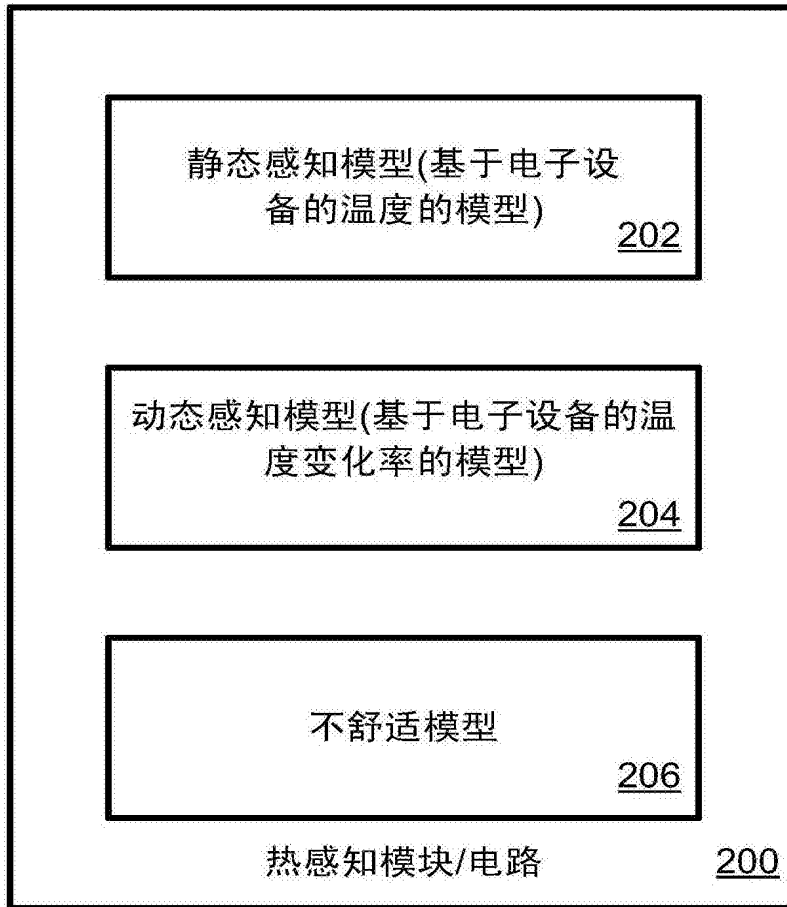 静态感知模型(基于电子设
备的温度的模型)
202
动态感知模型(基于电子设备的温
度变化率的模型)
204
不舒适模型
206
热感知模块/电路 200